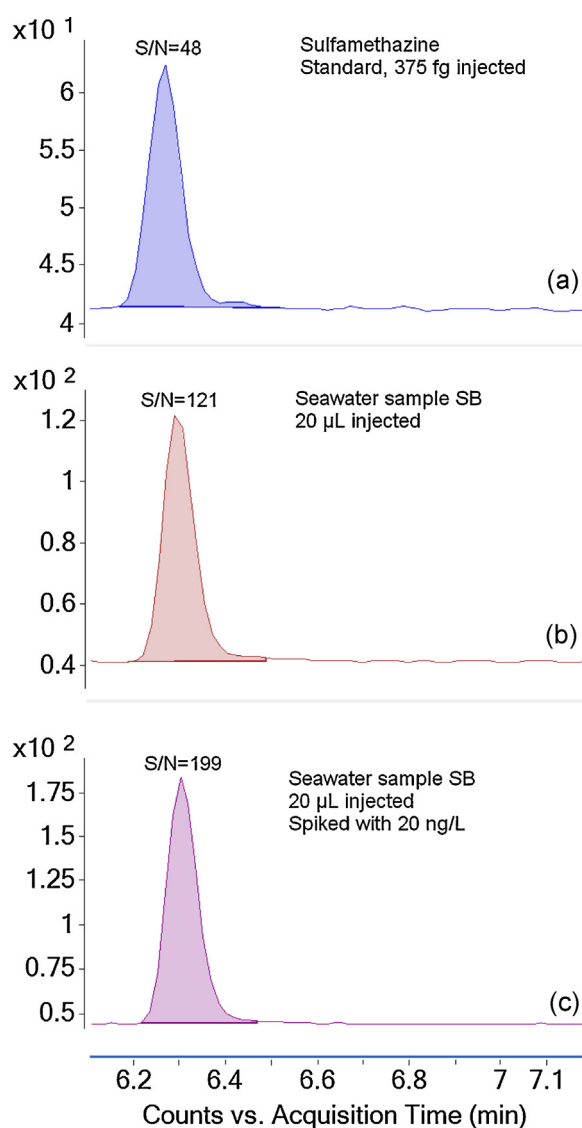 x10 1
S/N=48
Sulfamethazine
Standard, 375 fg injected
6
5.5
5
4.5
4
(a)
x10 2
S/N=121
Seawater sample SB
20 µL injected
1.2
1
0.8
0.6
0.4
(b)
x10 2
S/N=199
Seawater sample SB
20 µL injected
Spiked with 20 ng/L
1.75
1.5
1.25
1
0.75
0.5
(c)
6.2 6.4 6.6 6.8 7 7.1
Counts vs. Acquisition Time (min)